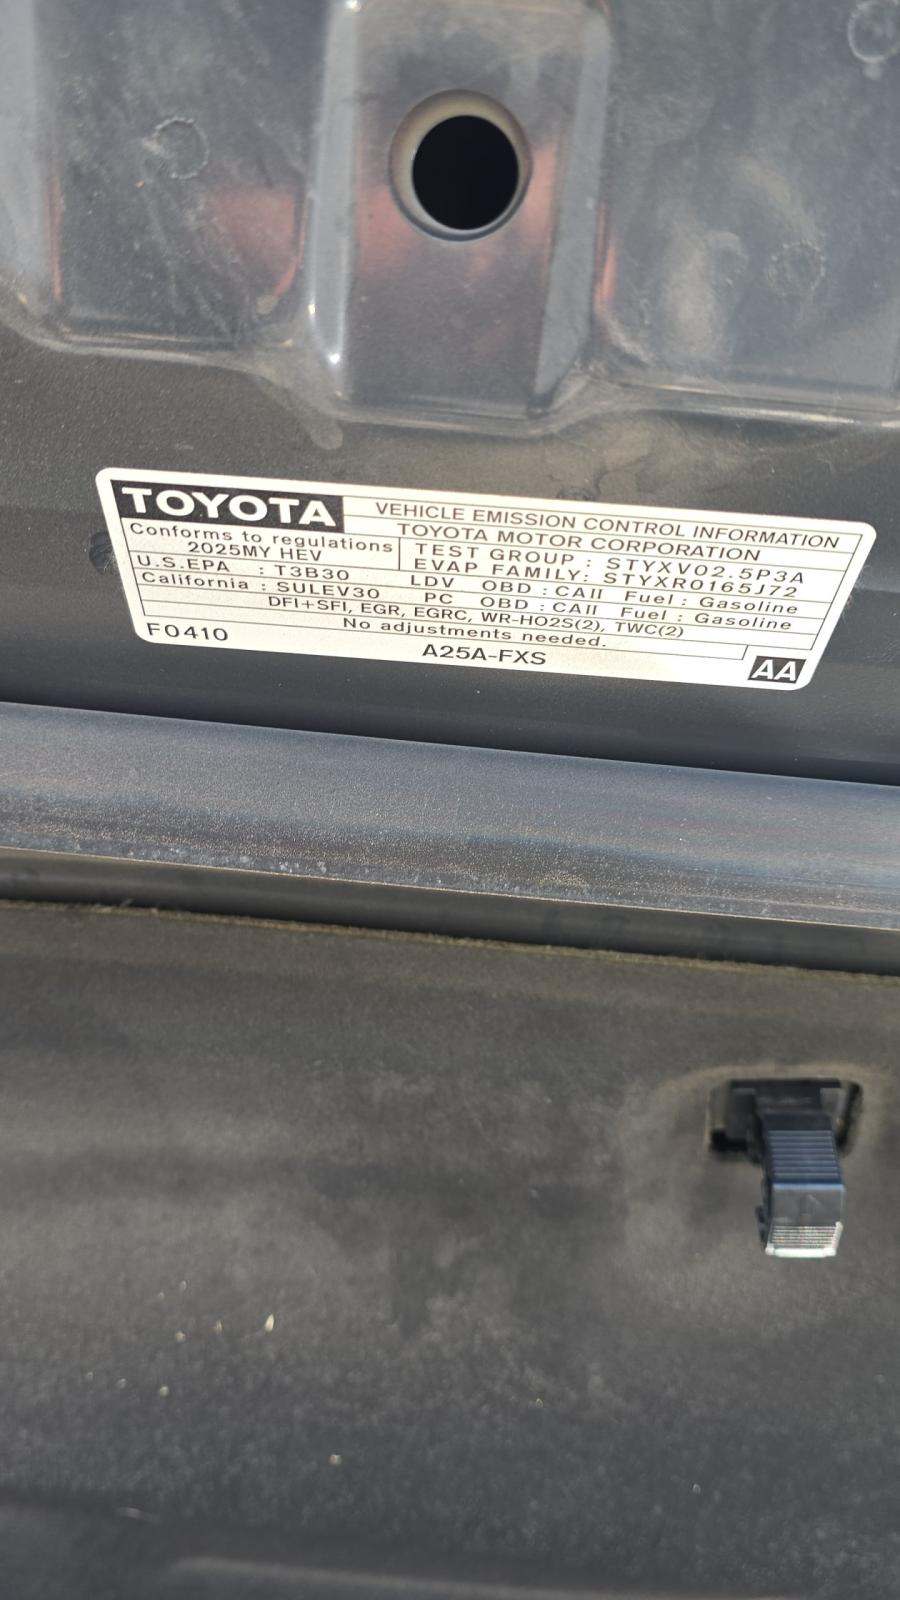 TOYOTA VEHICLE EMISSION CONTROL INFORMATION
Conforms to regulations TOYOTA MOTOR CORPORATION
2025MY HEV TEST GROUP : STYXV02.5P3A
EVAP FAMILY: STYXR0165J72
U.S.EPA : T3B30 LDV OBD : CAII Fuel : Gasoline
California : SULEV30 PC OBD : CAII Fuel : Gasoline
DFI+SFI, EGR, EGRC, WR-HO2S(2), TWC(2)
No adjustments needed.
F0410 A25A-FXS AA